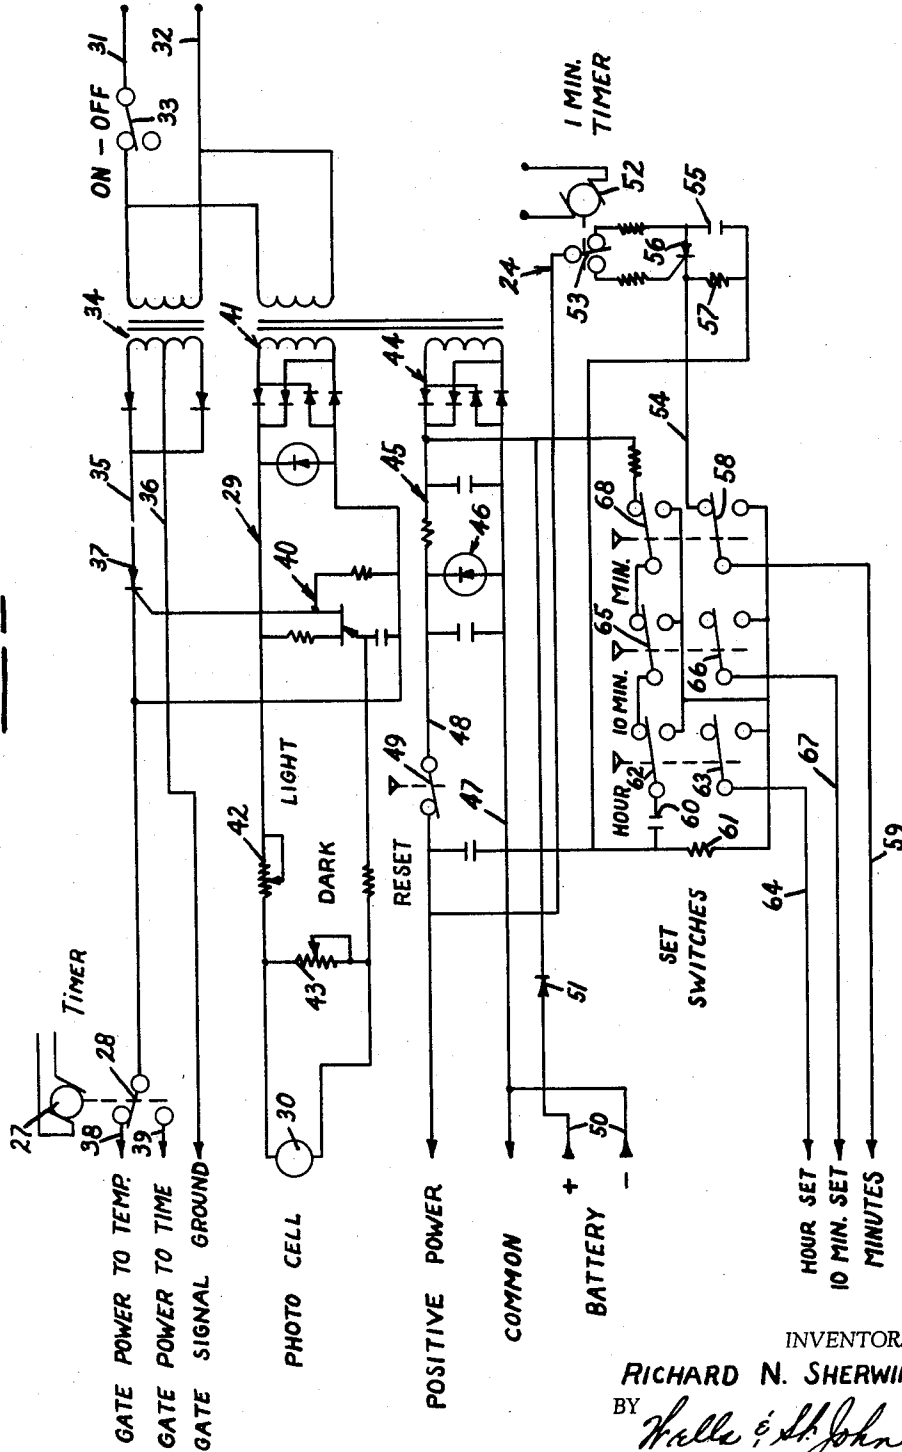 31
32
ON – OFF
33
34
41
44
1 MIN.
TIMER
52
24
53
55
56
57
35
36
37
29
40
45
46
54
58
68
MIN.
65
10 MIN.
66
HOUR
62
63
60
61
67
64
59
42
LIGHT
DARK
43
49
48
RESET
47
51
SET
SWITCHES
TIMER
27
28
38
39
30
50
+
–
GATE POWER TO TEMP.
GATE POWER TO TIME
GATE SIGNAL GROUND
PHOTO CELL
POSITIVE POWER
COMMON
BATTERY
HOUR SET
10 MIN. SET
MINUTES
INVENTOR.
RICHARD N. SHERWI
BY
Wells & St. John